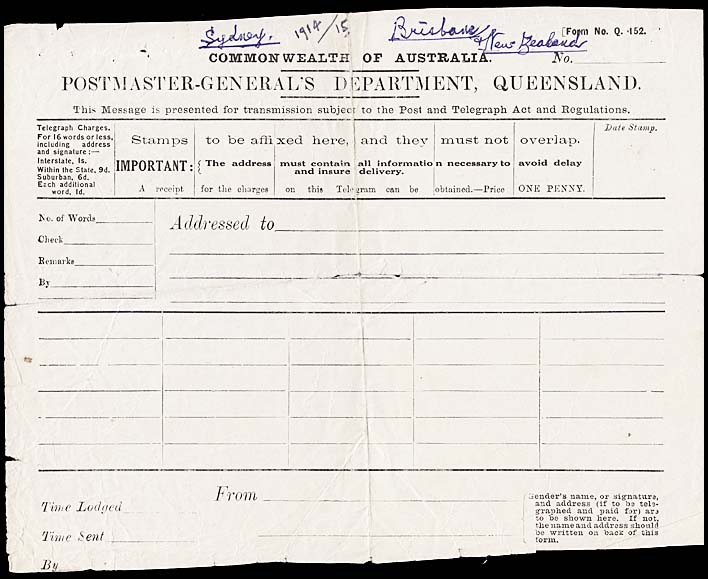 Sydney. 1914/15. Brisbane [Form No. Q.-152.
& New Zealand
COMMONWEALTH OF AUSTRALIA. No.
POSTMASTER-GENERAL'S DEPARTMENT, QUEENSLAND.
This Message is presented for transmission subject to the Post and Telegraph Act and Regulations.
Telegraph Charges.
For 16 words or less,
including address
and signature:—
Interstate, 1s.
Within the State, 9d.
Suburban, 6d.
Each additional
word, 1d.
Stamps to be affixed here, and they must not overlap.
IMPORTANT: { The address must contain all information necessary to avoid delay
and insure delivery.
A receipt for the charges on this Telegram can be obtained.—Price ONE PENNY.
Date Stamp.
No. of Words
Check
Remarks
By
Addressed to
From
Time Lodged
Time Sent
By
Sender's name, or signature,
and address (if to be tele-
graphed and paid for) are
to be shown here. If not,
the name and address should
be written on back of this
form.